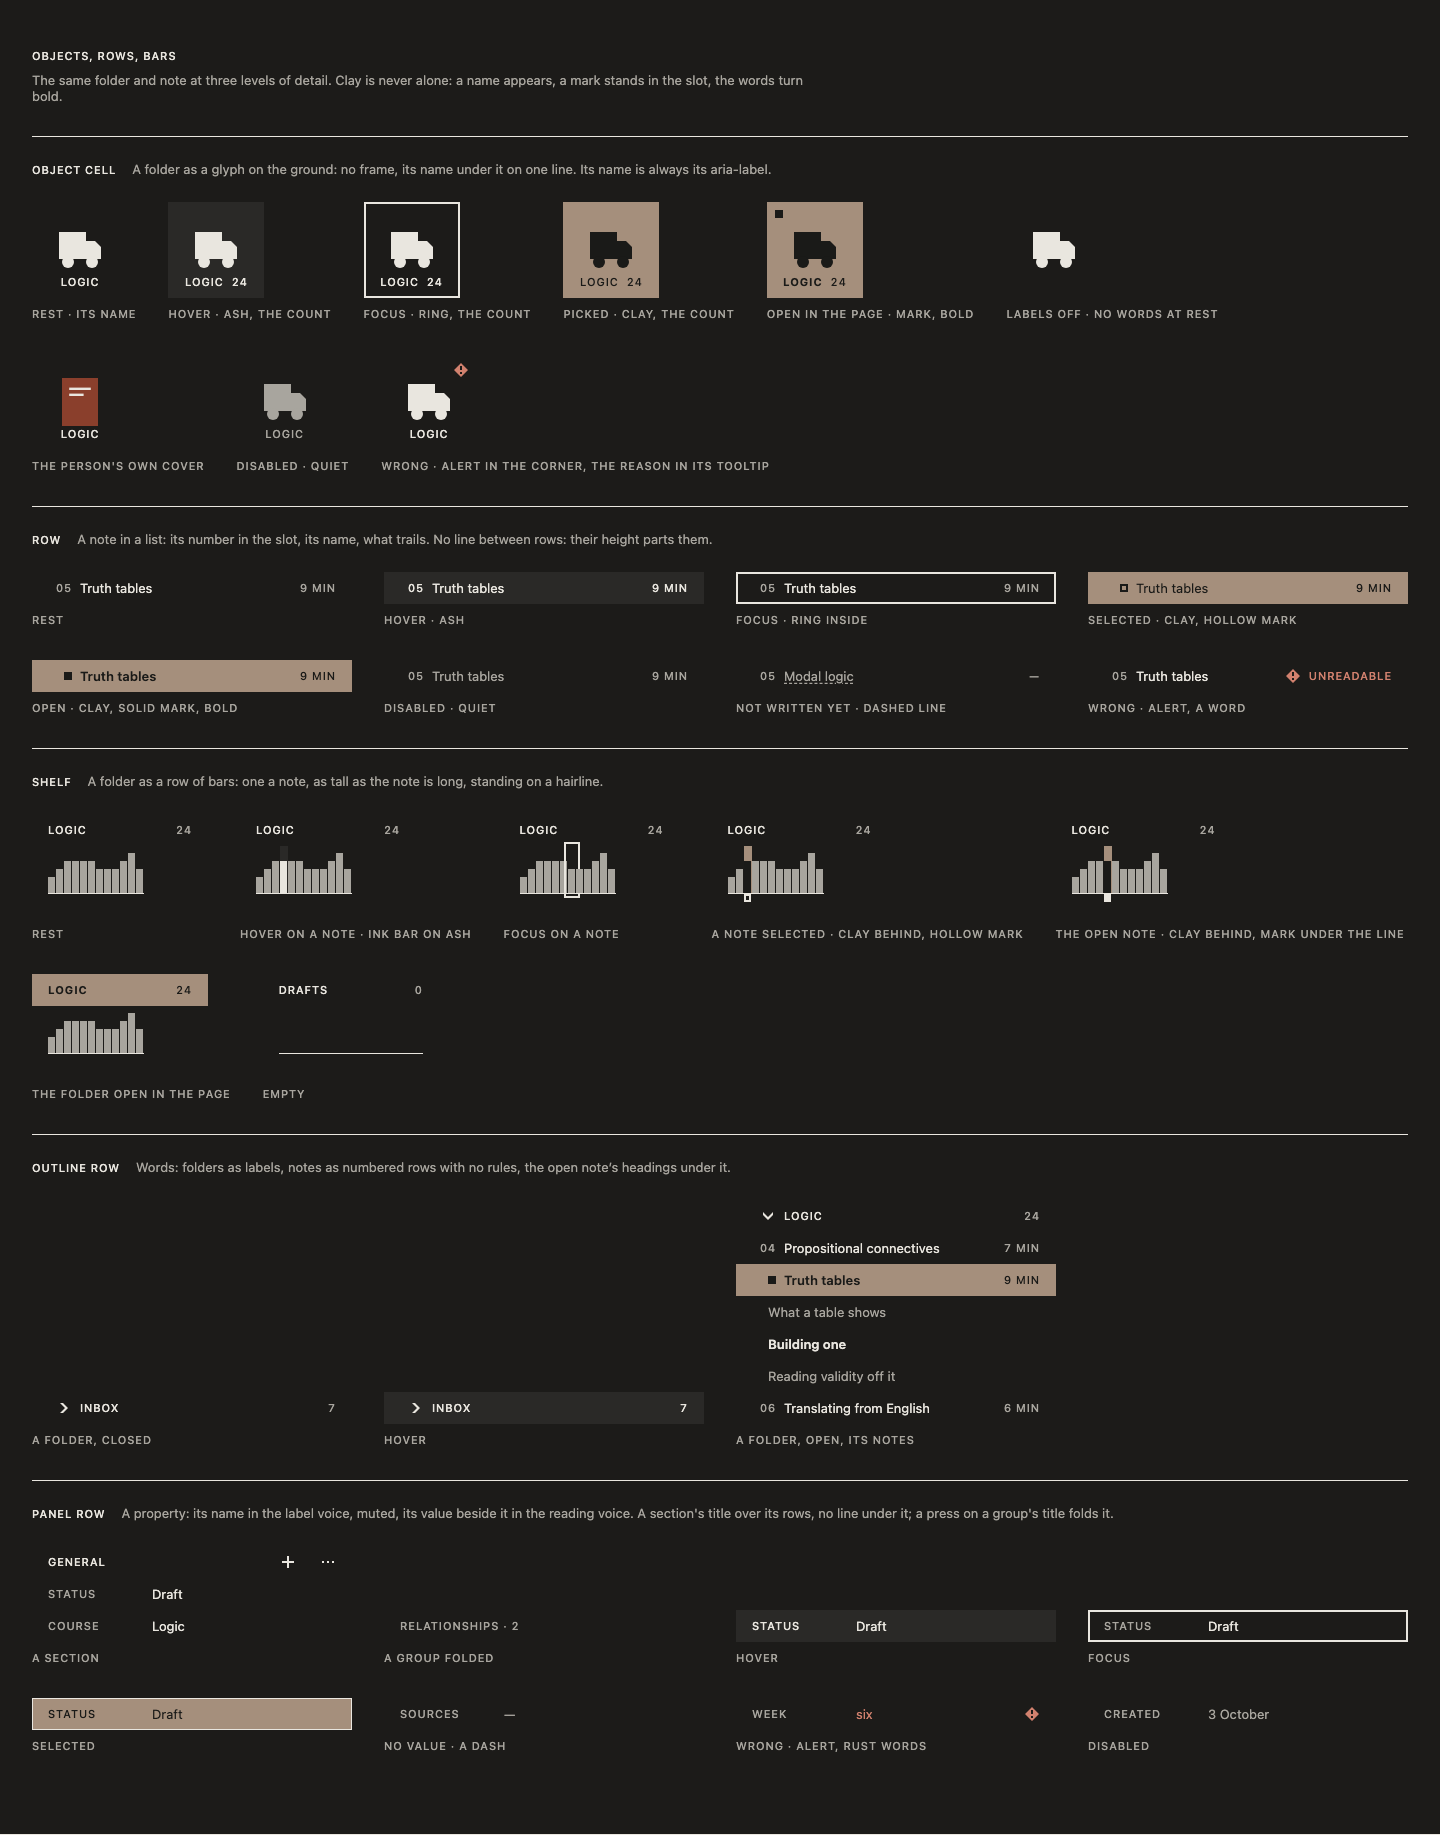 OBJECTS, ROWS, BARS
The same folder and note at three levels of detail. Clay is never alone: a name appears, a mark stands in the slot, the words turn
bold.
OBJECT CELL A folder as a glyph on the ground: no frame, its name under it on one line. Its name is always its aria-label.
LOGIC LOGIC 24 LOGIC 24 LOGIC 24 LOGIC 24
REST · ITS NAME HOVER · ASH, THE COUNT FOCUS · RING, THE COUNT PICKED · CLAY, THE COUNT OPEN IN THE PAGE · MARK, BOLD LABELS OFF · NO WORDS AT REST
LOGIC LOGIC LOGIC
THE PERSON'S OWN COVER DISABLED · QUIET WRONG · ALERT IN THE CORNER, THE REASON IN ITS TOOLTIP
ROW A note in a list: its number in the slot, its name, what trails. No line between rows: their height parts them.
05 Truth tables 9 MIN 05 Truth tables 9 MIN 05 Truth tables 9 MIN Truth tables 9 MIN
REST HOVER · ASH FOCUS · RING INSIDE SELECTED · CLAY, HOLLOW MARK
Truth tables 9 MIN 05 Truth tables 9 MIN 05 Modal logic — 05 Truth tables UNREADABLE
OPEN · CLAY, SOLID MARK, BOLD DISABLED · QUIET NOT WRITTEN YET · DASHED LINE WRONG · ALERT, A WORD
SHELF A folder as a row of bars: one a note, as tall as the note is long, standing on a hairline.
LOGIC 24 LOGIC 24 LOGIC 24 LOGIC 24 LOGIC 24
REST HOVER ON A NOTE · INK BAR ON ASH FOCUS ON A NOTE A NOTE SELECTED · CLAY BEHIND, HOLLOW MARK THE OPEN NOTE · CLAY BEHIND, MARK UNDER THE LINE
LOGIC 24 DRAFTS 0
THE FOLDER OPEN IN THE PAGE EMPTY
OUTLINE ROW Words: folders as labels, notes as numbered rows with no rules, the open note's headings under it.
LOGIC 24
04 Propositional connectives 7 MIN
Truth tables 9 MIN
What a table shows
Building one
Reading validity off it
INBOX 7 INBOX 7 06 Translating from English 6 MIN
A FOLDER, CLOSED HOVER A FOLDER, OPEN, ITS NOTES
PANEL ROW A property: its name in the label voice, muted, its value beside it in the reading voice. A section's title over its rows, no line under it; a press on a group's title folds it.
GENERAL
STATUS Draft
COURSE Logic RELATIONSHIPS · 2 STATUS Draft STATUS Draft
A SECTION A GROUP FOLDED HOVER FOCUS
STATUS Draft SOURCES — WEEK six CREATED 3 October
SELECTED NO VALUE · A DASH WRONG · ALERT, RUST WORDS DISABLED